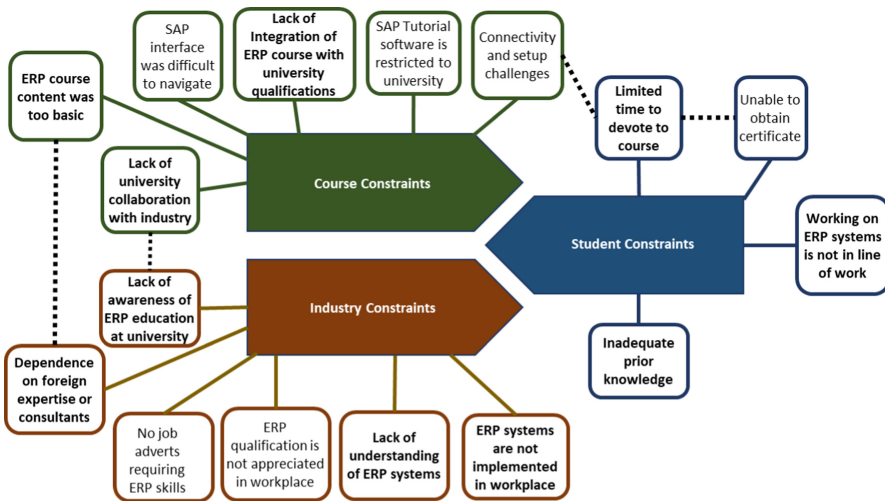 SAP
interface
was difficult
to navigate
Lack of
Integration of
ERP course with
university
qualifications
SAP Tutorial
software is
restricted to
university
Connectivity
and setup
challenges
ERP course
content was
too basic
Limited
time to
devote to
course
Unable to
obtain
certificate
Lack of
university
collaboration
with industry
Course Constraints
Student Constraints
Working on
ERP systems
is not in line
of work
Lack of
awareness of
ERP education
at university
Industry Constraints
Inadequate
prior
knowledge
Dependence
on foreign
expertise or
consultants
No job
adverts
requiring
ERP skills
ERP
qualification is
not appreciated
in workplace
Lack of
understanding
of ERP systems
ERP systems
are not
implemented
in workplace